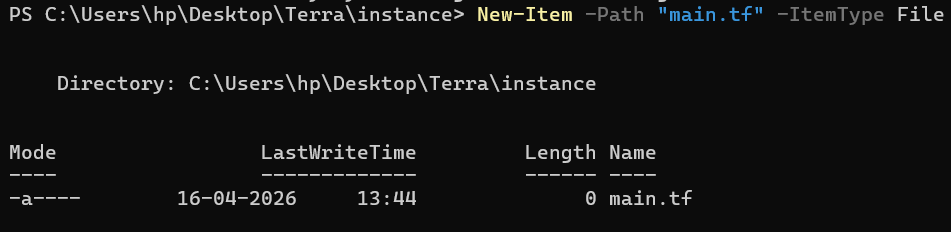 PS C:\Users\hp\Desktop\Terra\instance> New-Item -Path "main.tf" -ItemType File
Directory: C:\Users\hp\Desktop\Terra\instance
Mode LastWriteTime Length Name
---- ------------- ------ ----
-a---- 16-04-2026 13:44 0 main.tf